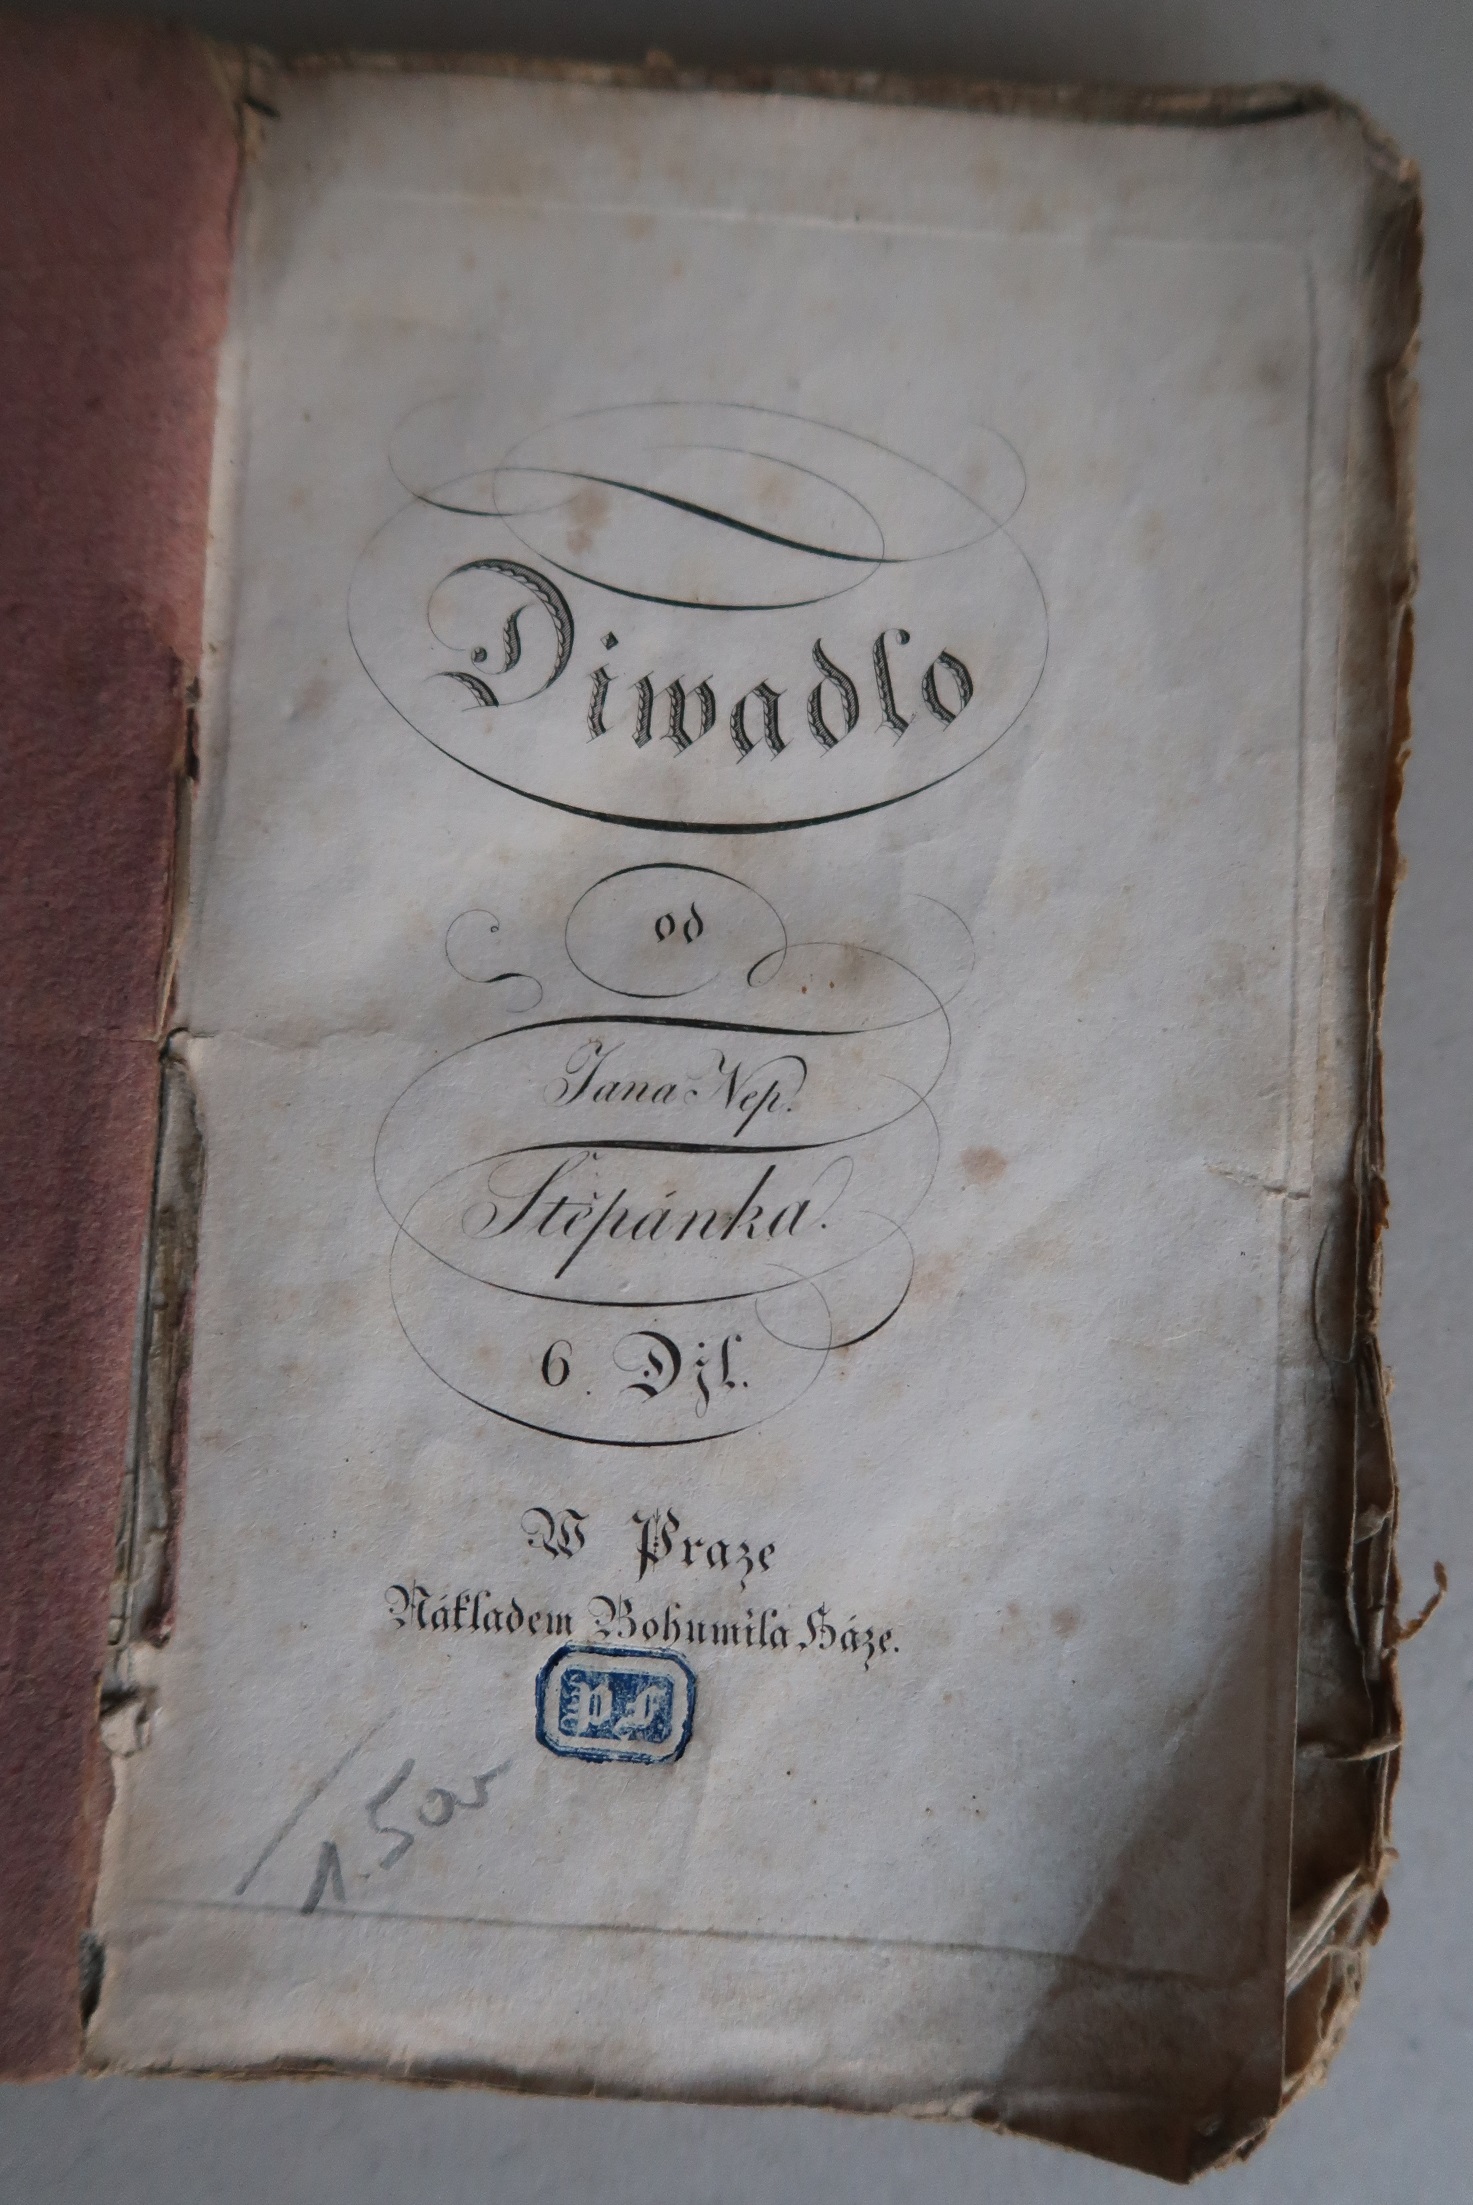 Diwadlo
od
Jana Nep.
Štěpánka.
6. Djl.
W Praze
Nákladem Bohumila Háze.
1.50